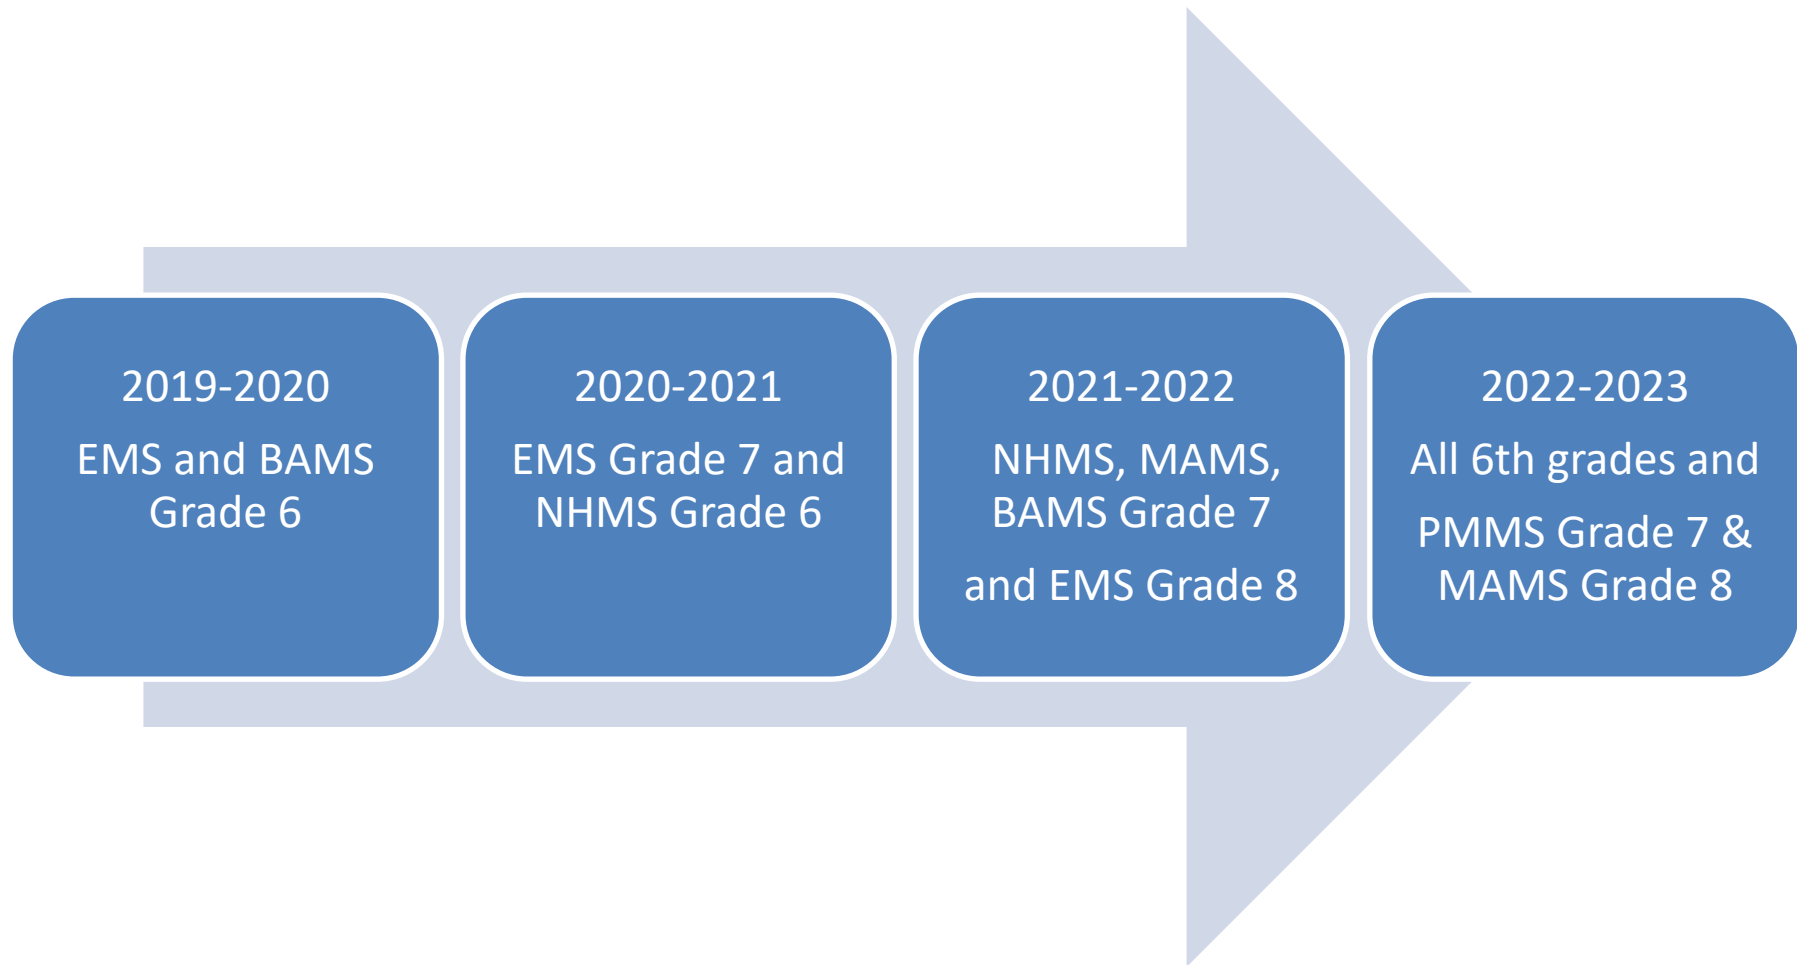 2019-2020
EMS and BAMS
Grade 6
2020-2021
EMS Grade 7 and
NHMS Grade 6
2021-2022
NHMS, MAMS,
BAMS Grade 7
and EMS Grade 8
2022-2023
All 6th grades and
PMMS Grade 7 &
MAMS Grade 8